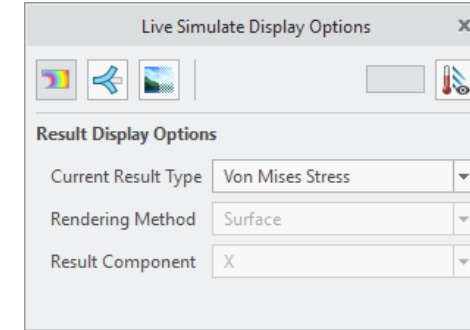 Live Simulate Display Options
Result Display Options
Current Result Type Von Mises Stress
Rendering Method Surface
Result Component X